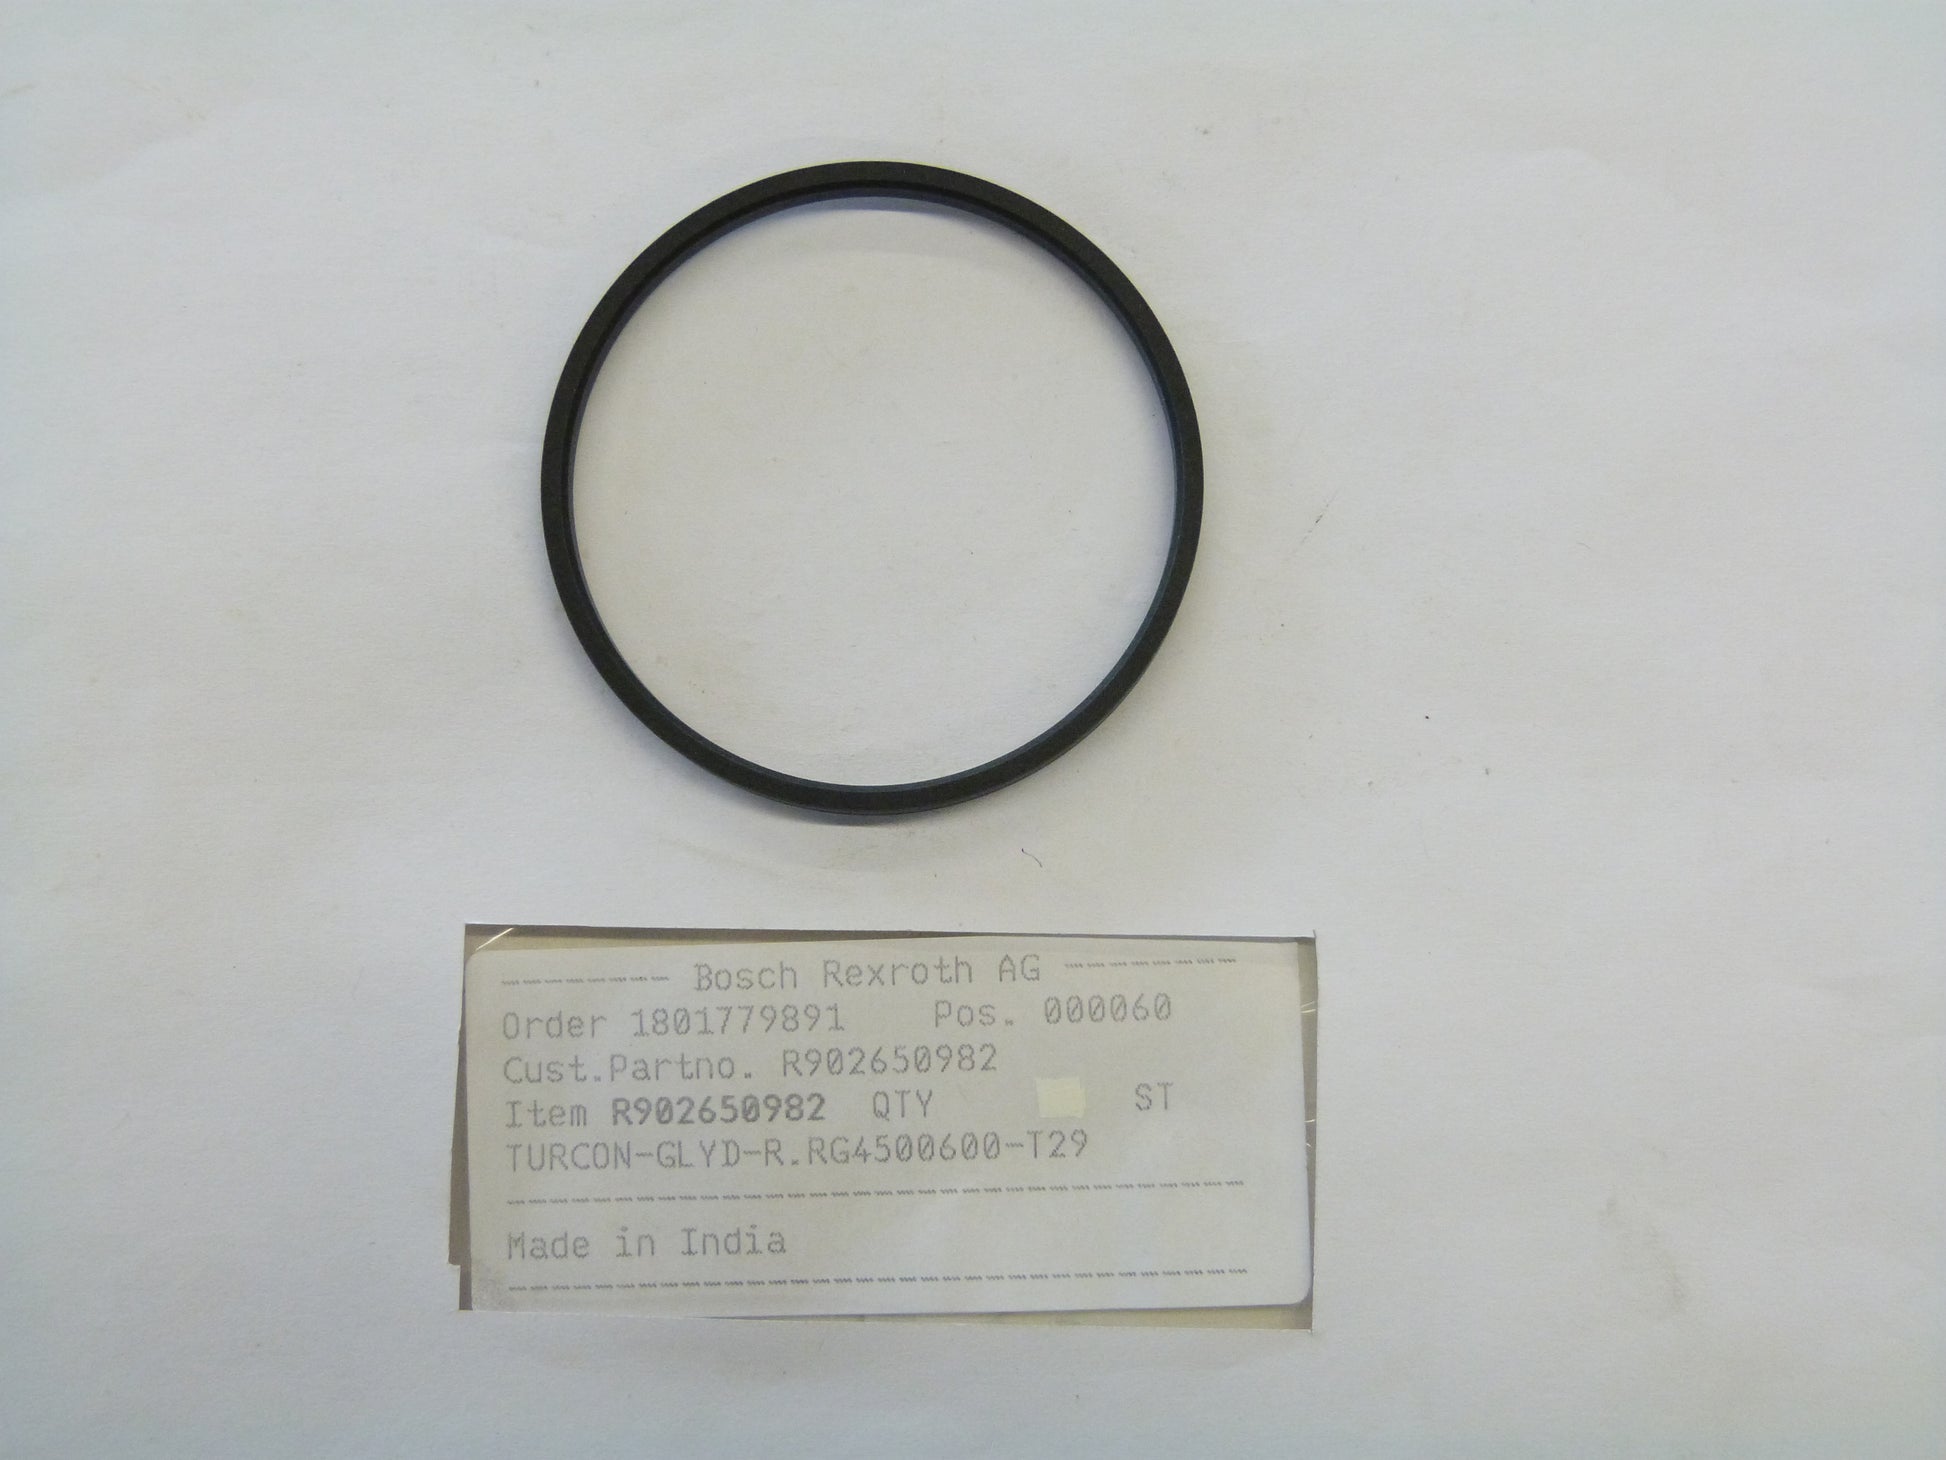 Bosch Rexroth AG
Order 1801779891 Pos. 000060
Cust.Partno. R902650982
Item R902650982 QTY ST
TURCON-GLYD-R.RG4500600-T29
Made in India